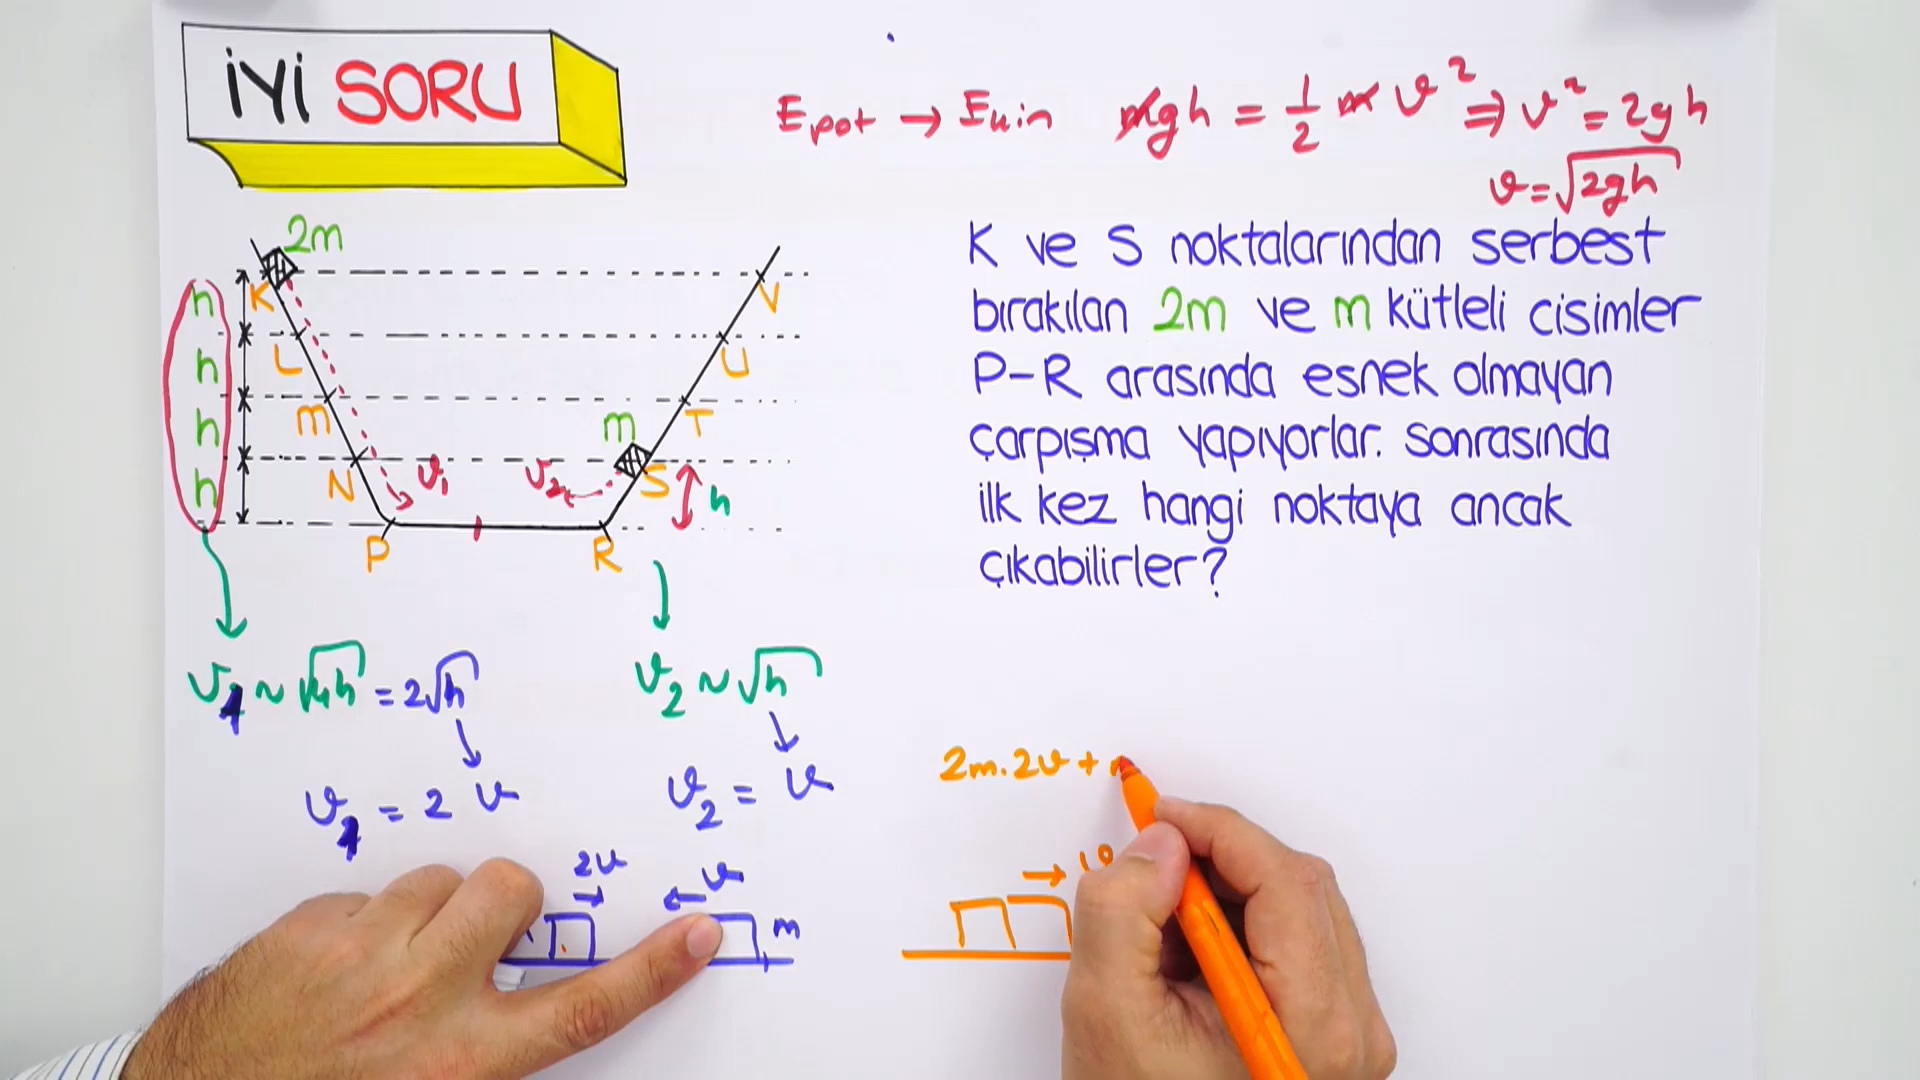 İYİ SORU
Epot → Ekin mgh = 1/2 m v² ⇒ v² = 2gh
v = √2gh
K ve S noktalarından serbest
bırakılan 2m ve m kütleli cisimler
P-R arasında esnek olmayan
çarpışma yapıyorlar. sonrasında
ilk kez hangi noktaya ancak
çıkabilirler?
2m
K
V
h
L
U
h
m
T
h
m
N
v₁
v₂
S
h
h
P
R
v₁ ~ √4h = 2√h
v₂ ~ √h
v₁ = 2 v
v₂ = v
2m.2v +
2v
v
m